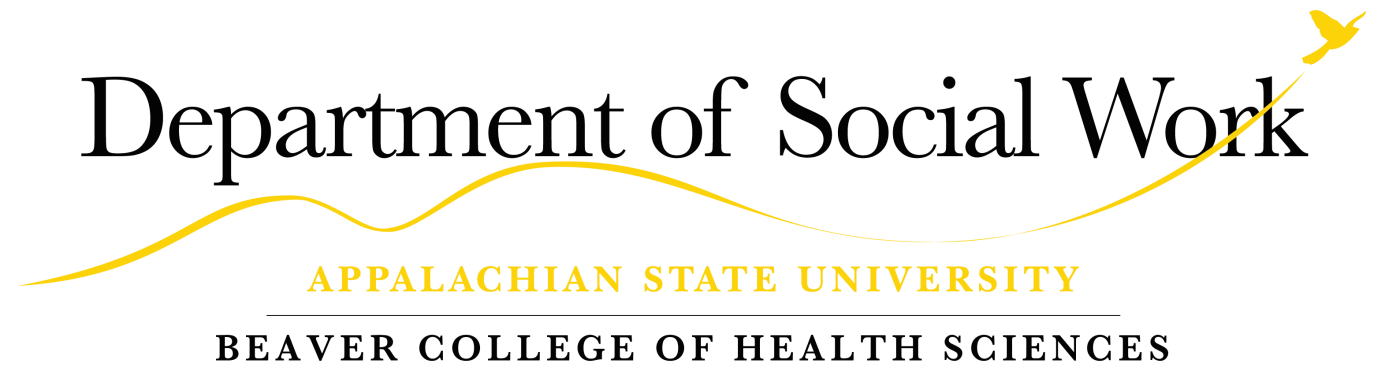 Department of Social Work
APPALACHIAN STATE UNIVERSITY
BEAVER COLLEGE OF HEALTH SCIENCES